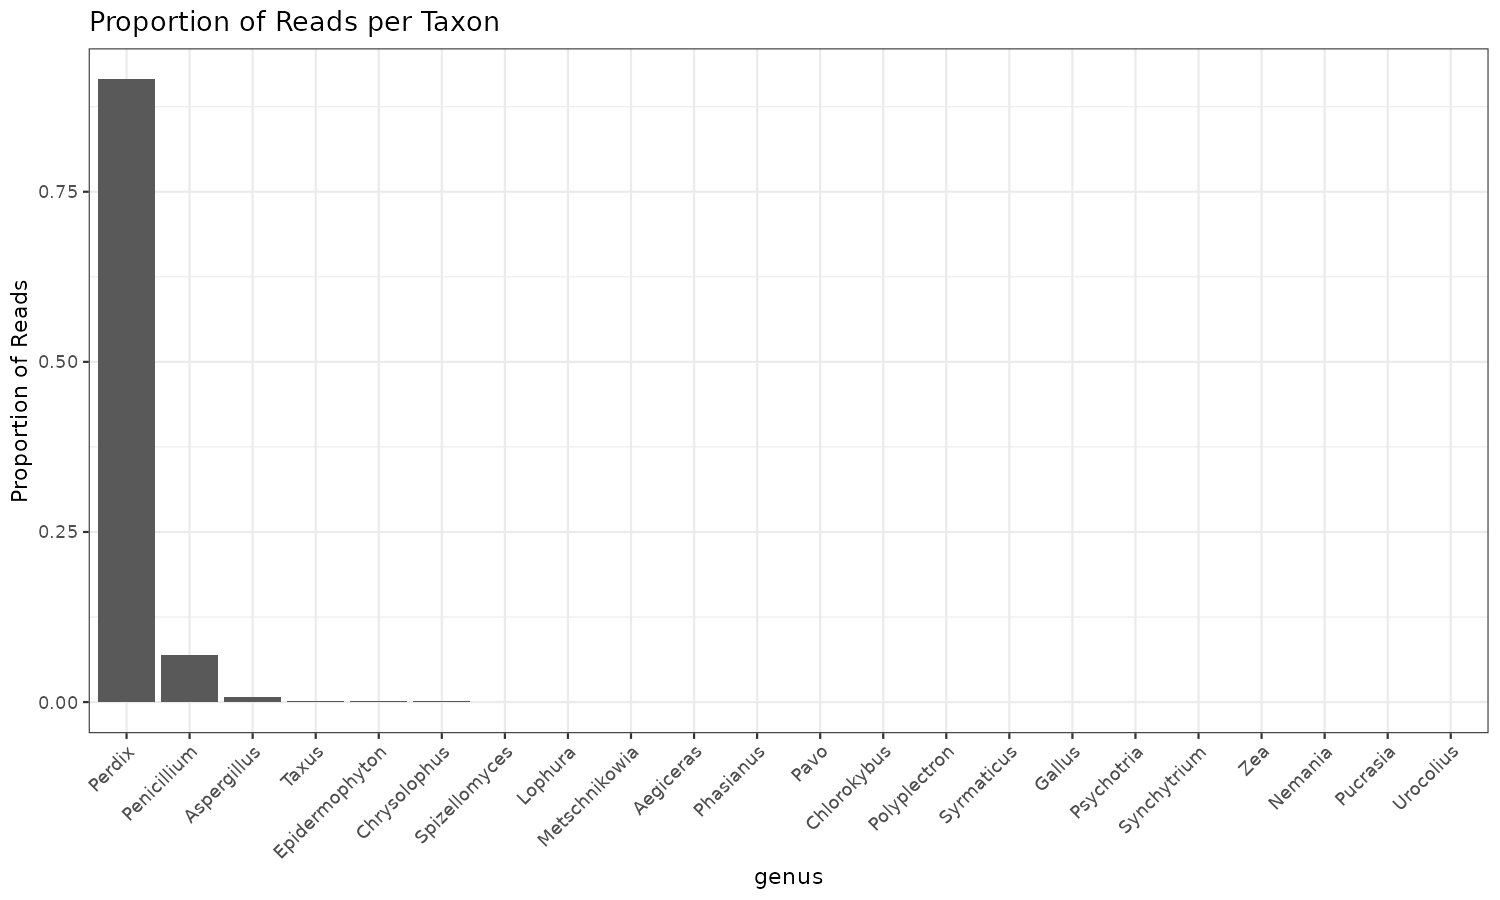 Proportion of Reads per Taxon
Proportion of Reads
0.75
0.50
0.25
0.00
Perdix
Penicillium
Aspergillus
Taxus
Epidermophyton
Chrysolophus
Spizellomyces
Lophura
Metschnikowia
Aegiceras
Phasianus
Pavo
Chlorokybus
Polyplectron
Syrmaticus
Gallus
Psychotria
Synchytrium
Zea
Nemania
Pucrasia
Urocolius
genus